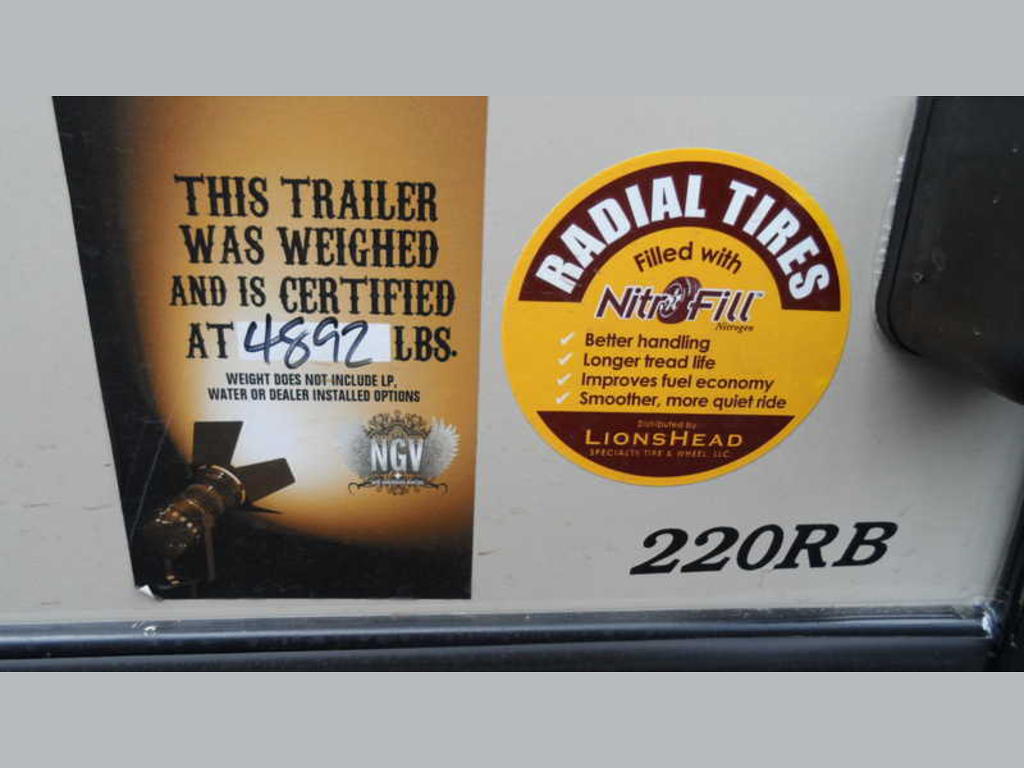 THIS TRAILER
WAS WEIGHED
AND IS CERTIFIED
AT 4892 LBS.
WEIGHT DOES NOT INCLUDE LP,
WATER OR DEALER INSTALLED OPTIONS
NGV
RADIAL TIRES
Filled with
NitroFill™
Nitrogen
✓ Better handling
✓ Longer tread life
✓ Improves fuel economy
✓ Smoother, more quiet ride
Distributed by
LIONSHEAD
SPECIALTY TIRE & WHEEL, LLC.
220RB